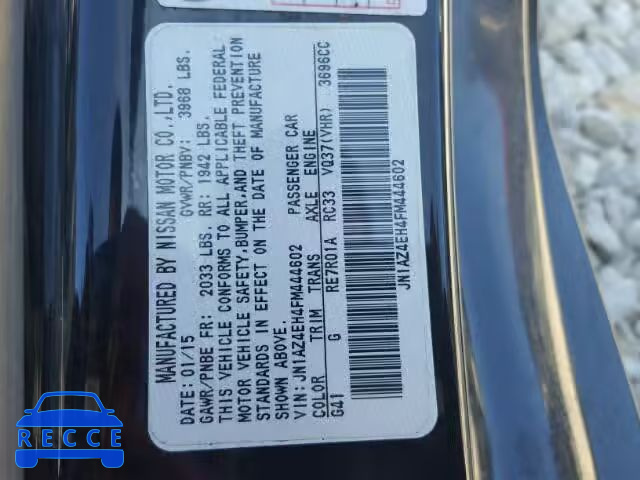 MANUFACTURED BY NISSAN MOTOR CO.,LTD.
DATE: 01/15 GVWR/PNBV: 3968 LBS.
GAWR/PNBE FR: 2033 LBS. RR: 1942 LBS.
THIS VEHICLE CONFORMS TO ALL APPLICABLE FEDERAL
MOTOR VEHICLE SAFETY,BUMPER,AND THEFT PREVENTION
STANDARDS IN EFFECT ON THE DATE OF MANUFACTURE
SHOWN ABOVE.
VIN: JN1AZ4EH4FM444602 PASSENGER CAR
COLOR TRIM TRANS AXLE ENGINE
G41 G RE7R01A RC33 VQ37(VHR) 3696CC
JN1AZ4EH4FM444602
RECCE